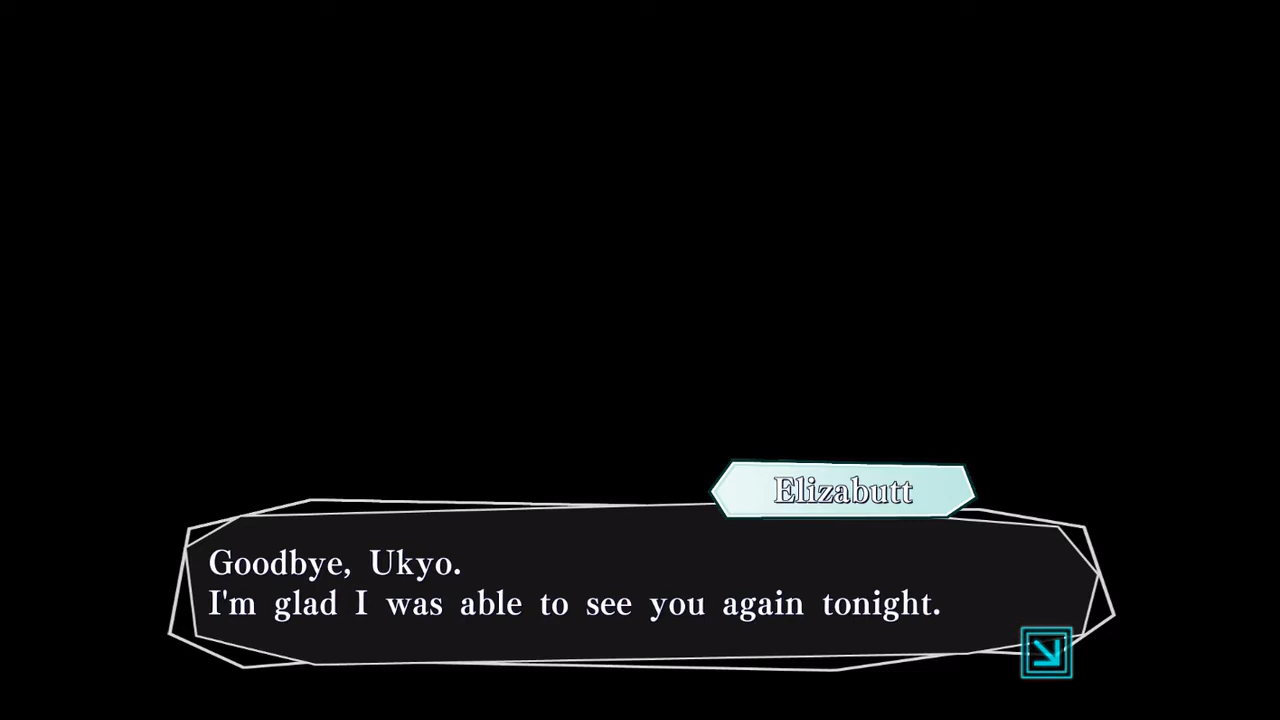 Elizabutt
Goodbye, Ukyo.
I'm glad I was able to see you again tonight.